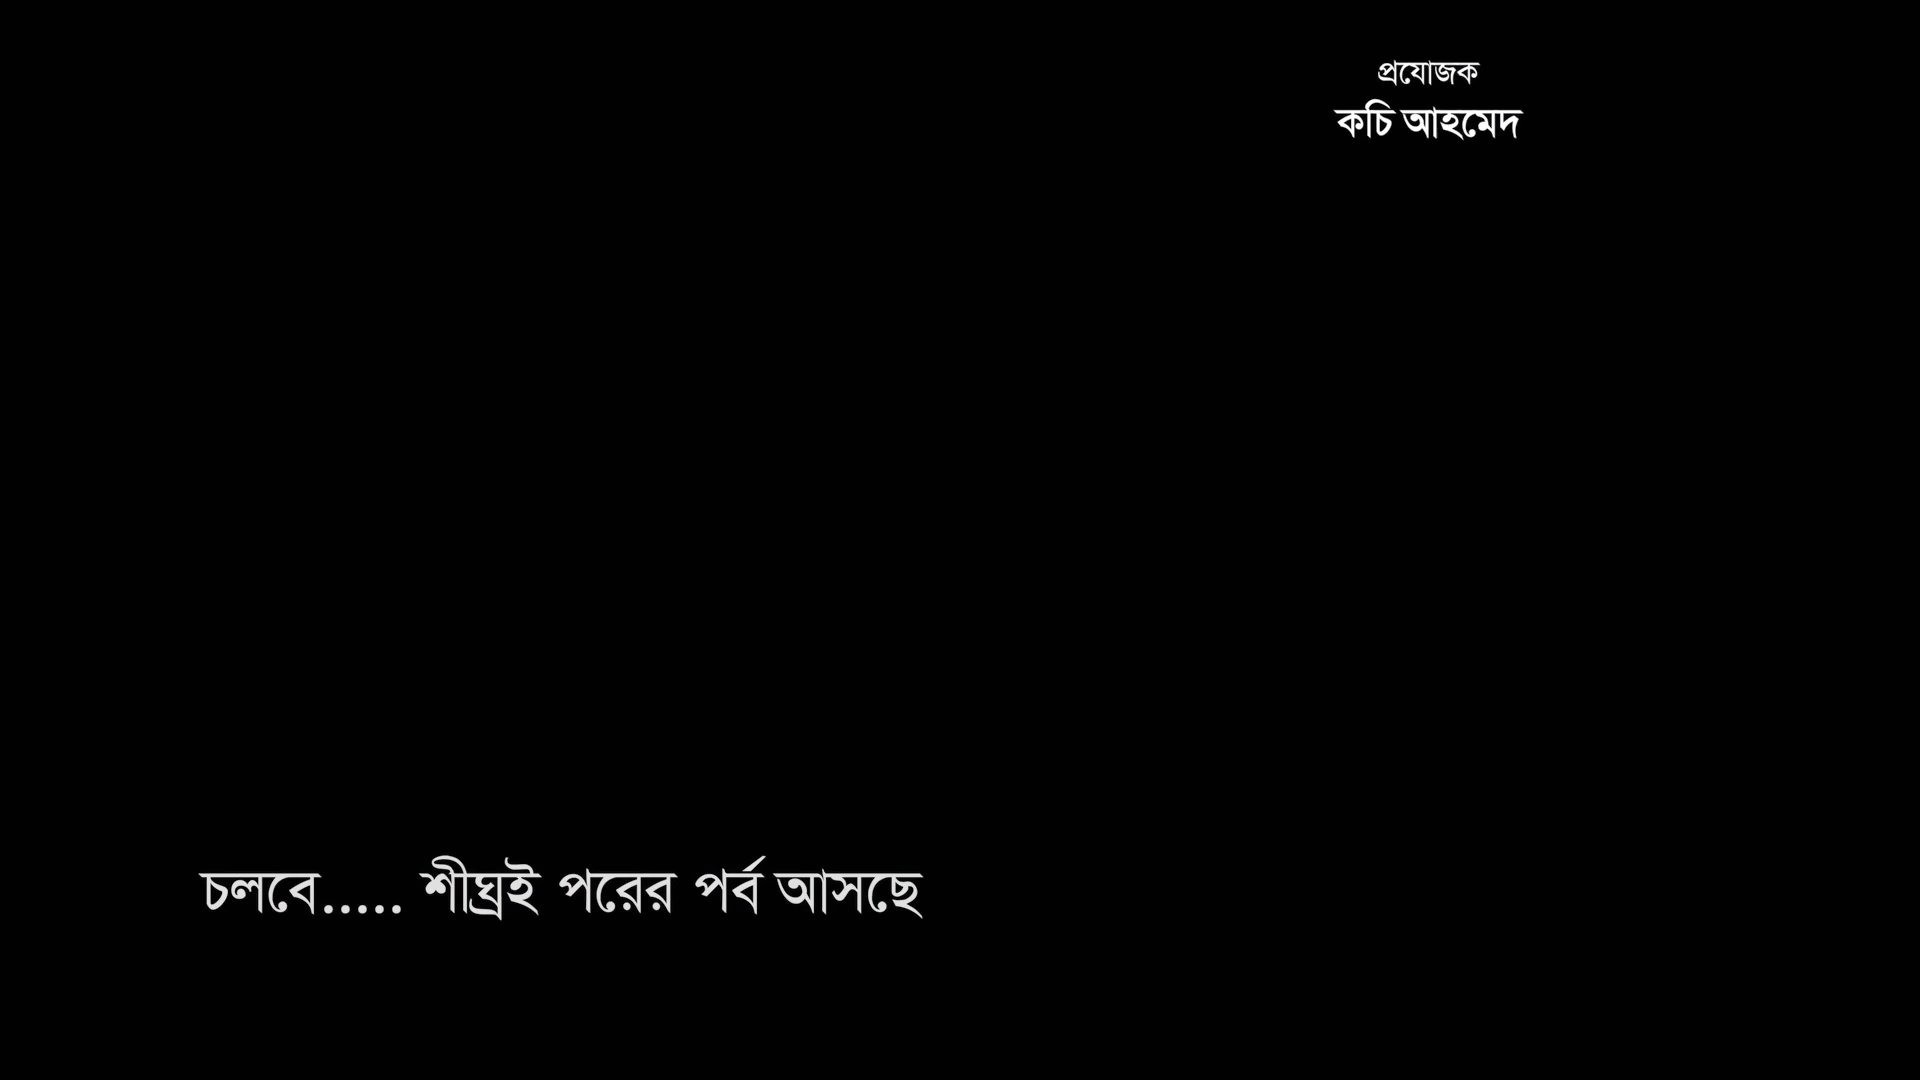 প্রযোজক
কচি আহমেদ
চলবে..... শীঘ্রই পরের পর্ব আসছে